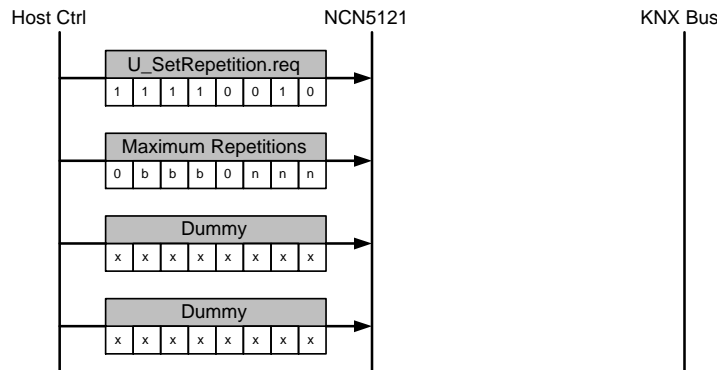 Host Ctrl NCN5121 KNX Bus
U_SetRepetition.req
1 1 1 1 0 0 1 0
Maximum Repetitions
0 b b b 0 n n n
Dummy
x x x x x x x x
Dummy
x x x x x x x x